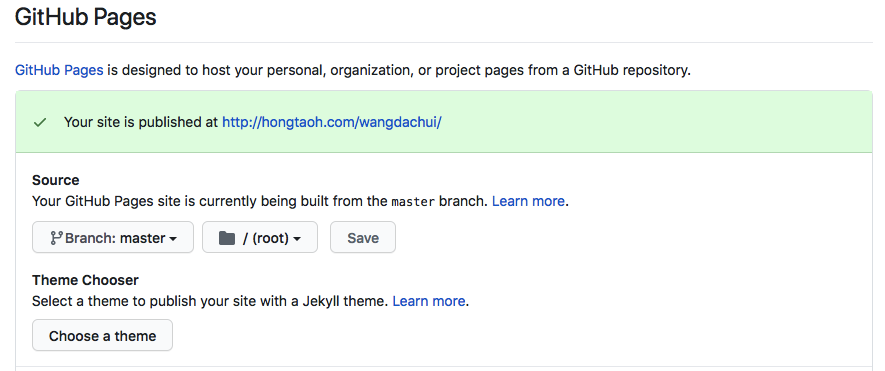 GitHub Pages
GitHub Pages is designed to host your personal, organization, or project pages from a GitHub repository.
Your site is published at http://hongtaoh.com/wangdachui/
Source
Your GitHub Pages site is currently being built from the master branch. Learn more.
Branch: master / (root) Save
Theme Chooser
Select a theme to publish your site with a Jekyll theme. Learn more.
Choose a theme